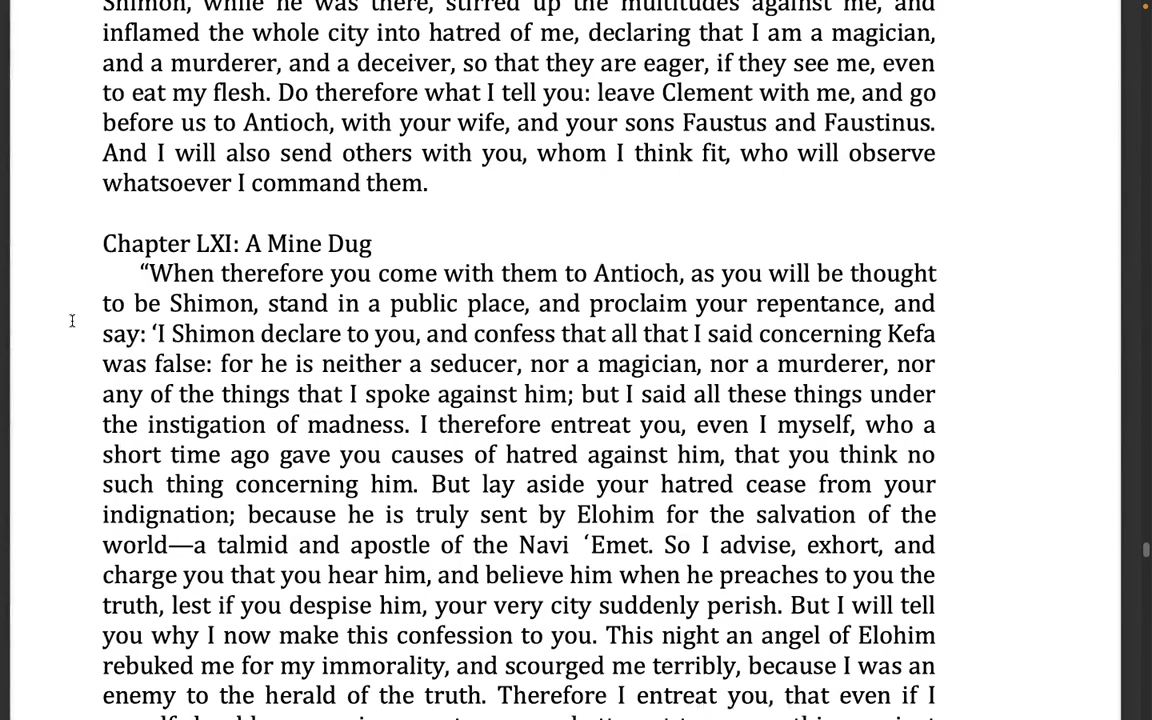 Shimon, while he was there, stirred up the multitudes against me, and
inflamed the whole city into hatred of me, declaring that I am a magician,
and a murderer, and a deceiver, so that they are eager, if they see me, even
to eat my flesh. Do therefore what I tell you: leave Clement with me, and go
before us to Antioch, with your wife, and your sons Faustus and Faustinus.
And I will also send others with you, whom I think fit, who will observe
whatsoever I command them.
Chapter LXI: A Mine Dug
“When therefore you come with them to Antioch, as you will be thought
to be Shimon, stand in a public place, and proclaim your repentance, and
say: ‘I Shimon declare to you, and confess that all that I said concerning Kefa
was false: for he is neither a seducer, nor a magician, nor a murderer, nor
any of the things that I spoke against him; but I said all these things under
the instigation of madness. I therefore entreat you, even I myself, who a
short time ago gave you causes of hatred against him, that you think no
such thing concerning him. But lay aside your hatred cease from your
indignation; because he is truly sent by Elohim for the salvation of the
world—a talmid and apostle of the Navi ‘Emet. So I advise, exhort, and
charge you that you hear him, and believe him when he preaches to you the
truth, lest if you despise him, your very city suddenly perish. But I will tell
you why I now make this confession to you. This night an angel of Elohim
rebuked me for my immorality, and scourged me terribly, because I was an
enemy to the herald of the truth. Therefore I entreat you, that even if I